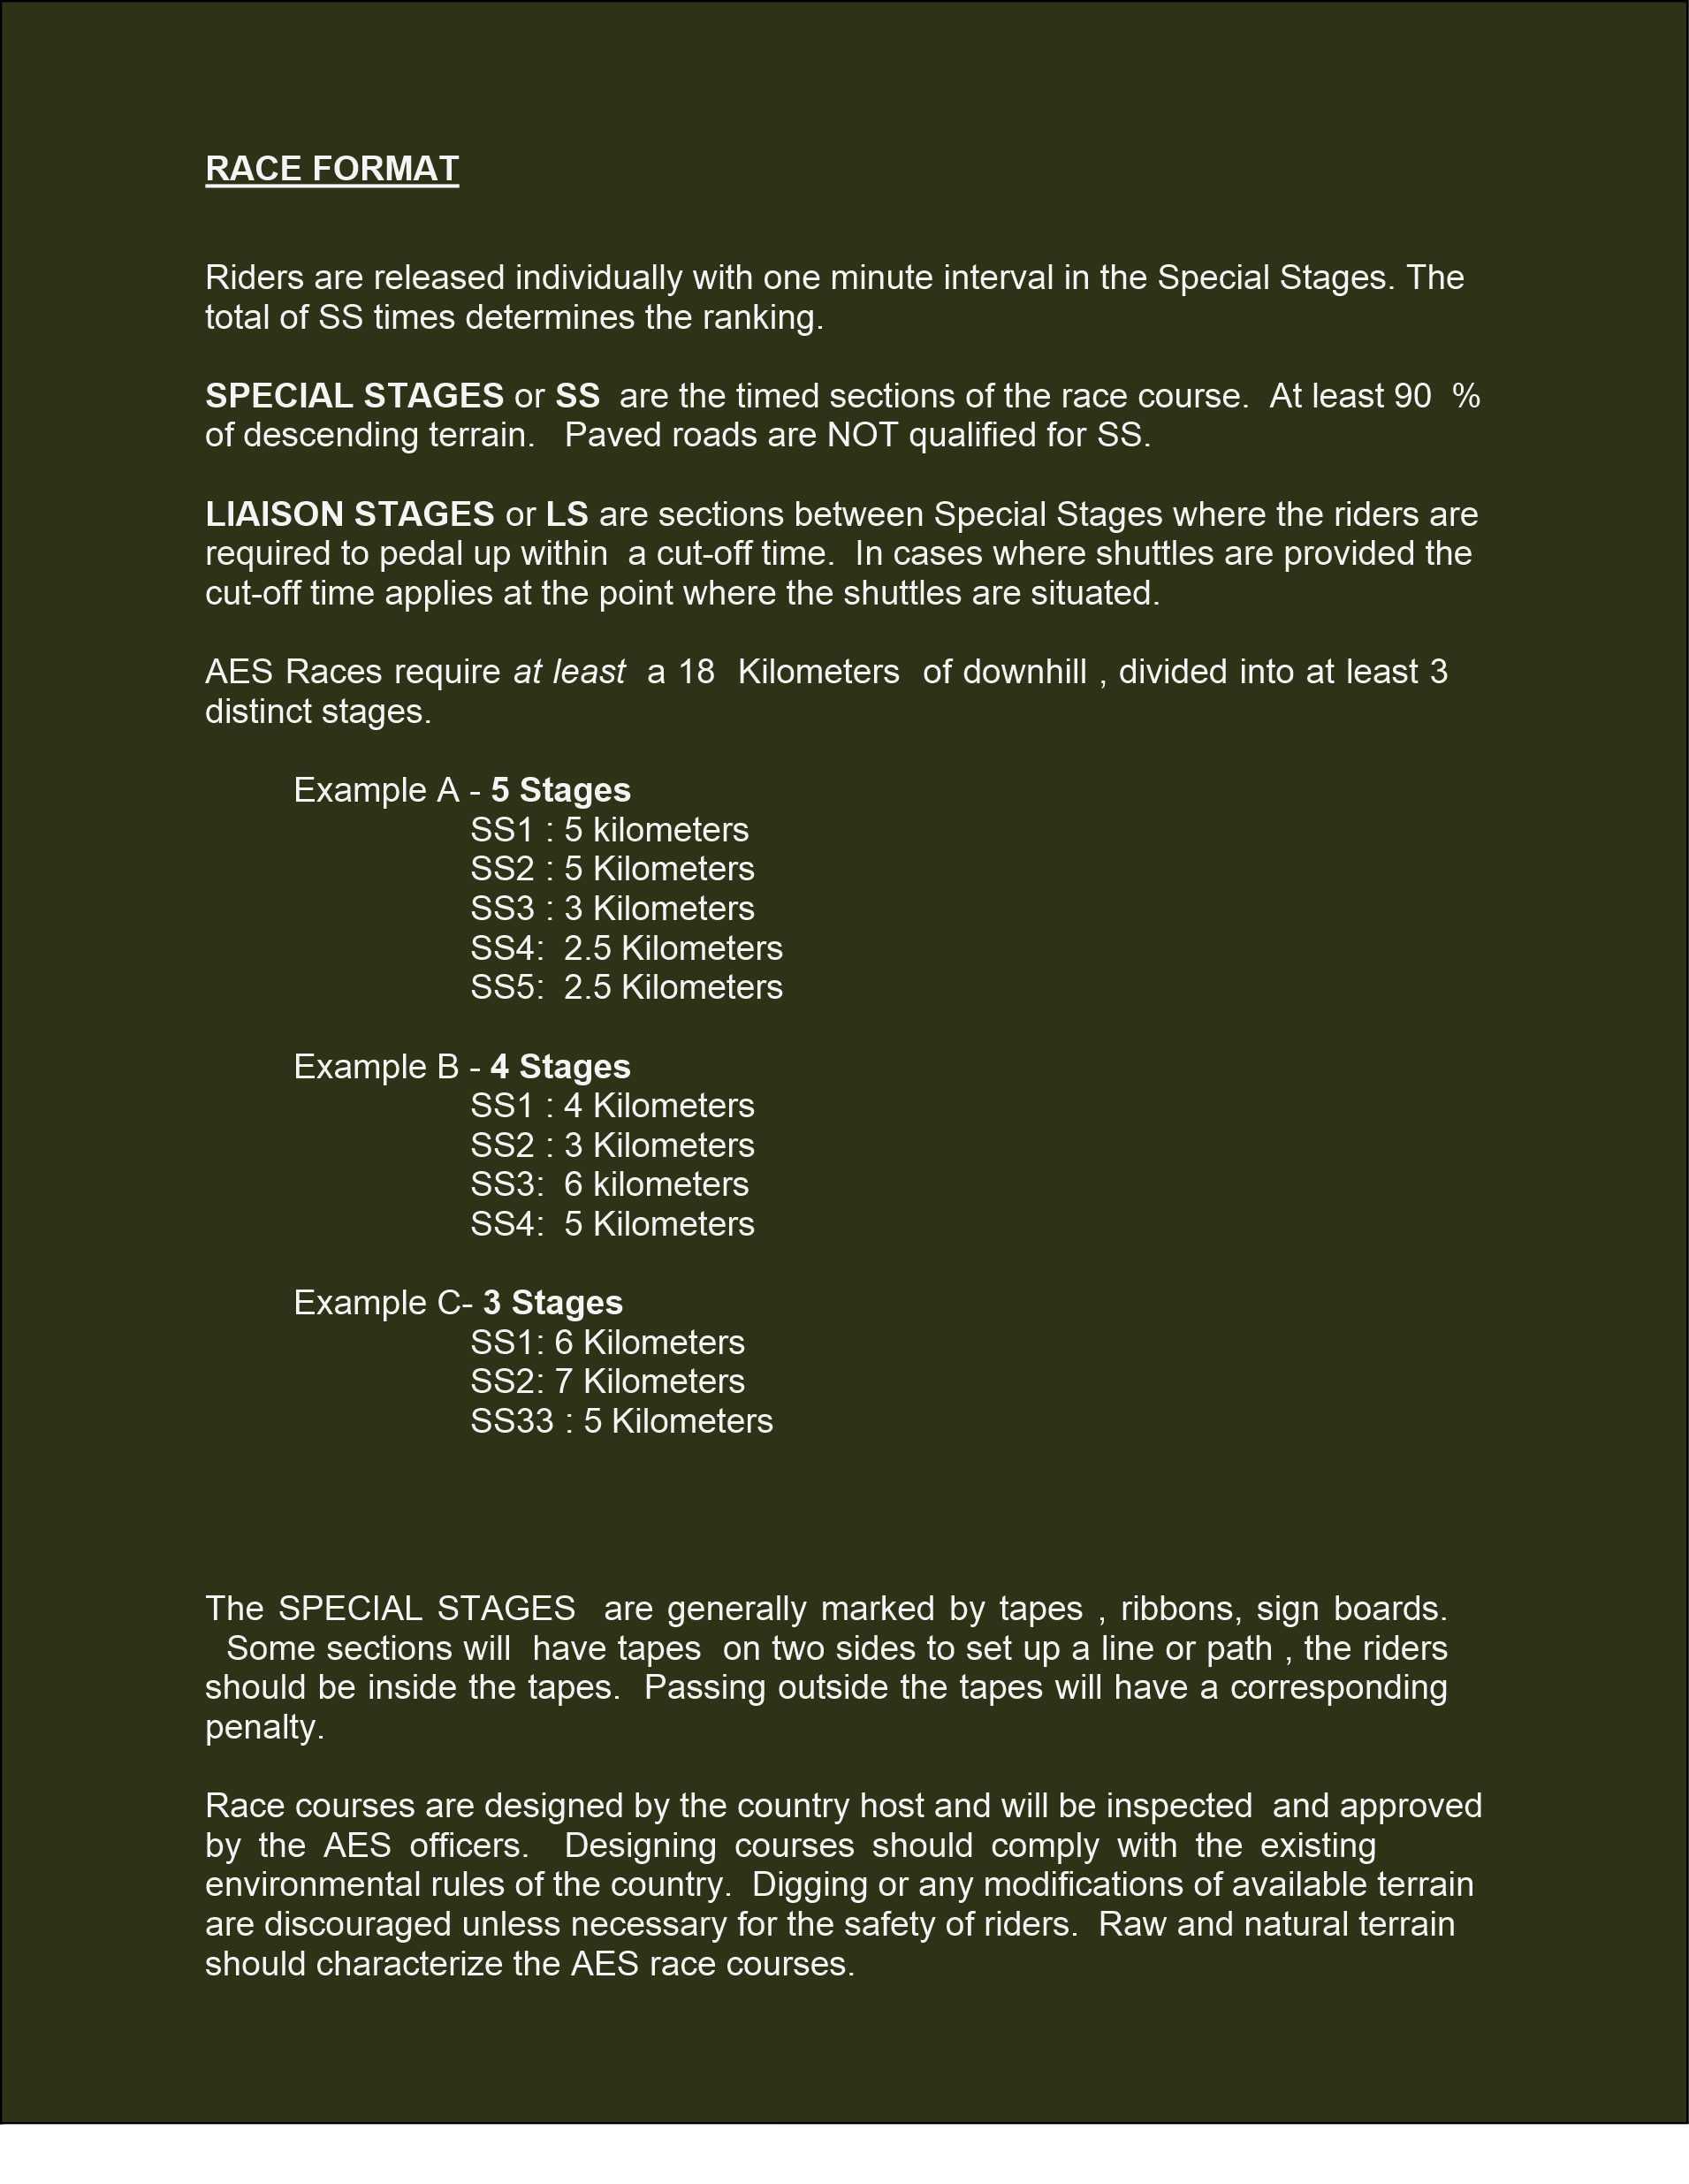 RACE FORMAT
Riders are released individually with one minute interval in the Special Stages. The
total of SS times determines the ranking.
SPECIAL STAGES or SS  are the timed sections of the race course.  At least 90  %
of descending terrain.   Paved roads are NOT qualified for SS.
LIAISON STAGES or LS are sections between Special Stages where the riders are
required to pedal up within  a cut-off time.  In cases where shuttles are provided the
cut-off time applies at the point where the shuttles are situated.
AES Races require at least  a 18  Kilometers  of downhill , divided into at least 3
distinct stages.
Example A - 5 Stages
SS1 : 5 kilometers
SS2 : 5 Kilometers
SS3 : 3 Kilometers
SS4:  2.5 Kilometers
SS5:  2.5 Kilometers
Example B - 4 Stages
SS1 : 4 Kilometers
SS2 : 3 Kilometers
SS3:  6 kilometers
SS4:  5 Kilometers
Example C- 3 Stages
SS1: 6 Kilometers
SS2: 7 Kilometers
SS33 : 5 Kilometers
The SPECIAL STAGES  are generally marked by tapes , ribbons, sign boards.
Some sections will  have tapes  on two sides to set up a line or path , the riders
should be inside the tapes.  Passing outside the tapes will have a corresponding
penalty.
Race courses are designed by the country host and will be inspected  and approved
by the AES officers.  Designing courses should comply with the existing
environmental rules of the country.  Digging or any modifications of available terrain
are discouraged unless necessary for the safety of riders.  Raw and natural terrain
should characterize the AES race courses.